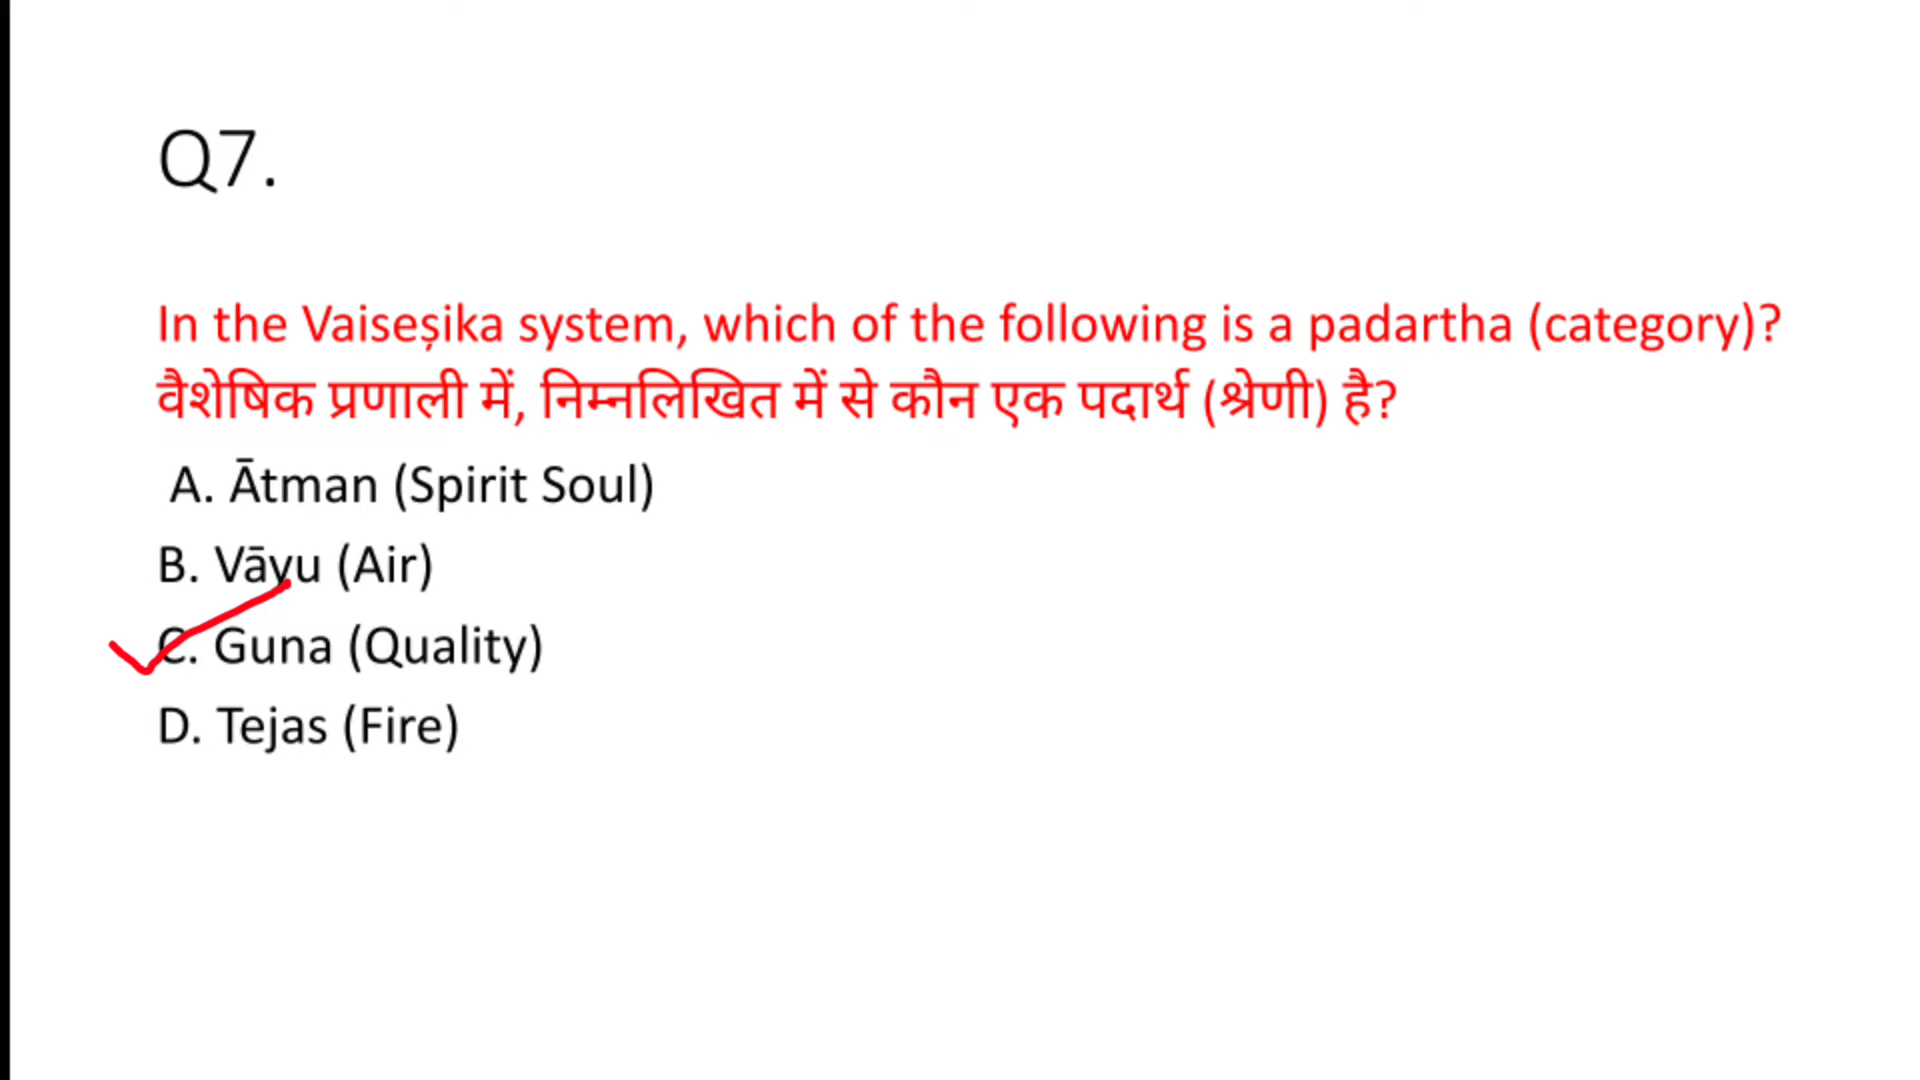 Q7.
In the Vaiseṣika system, which of the following is a padartha (category)?
वैशेषिक प्रणाली में, निम्नलिखित में से कौन एक पदार्थ (श्रेणी) है?
A. Ātman (Spirit Soul)
B. Vāyu (Air)
C. Guna (Quality)
D. Tejas (Fire)